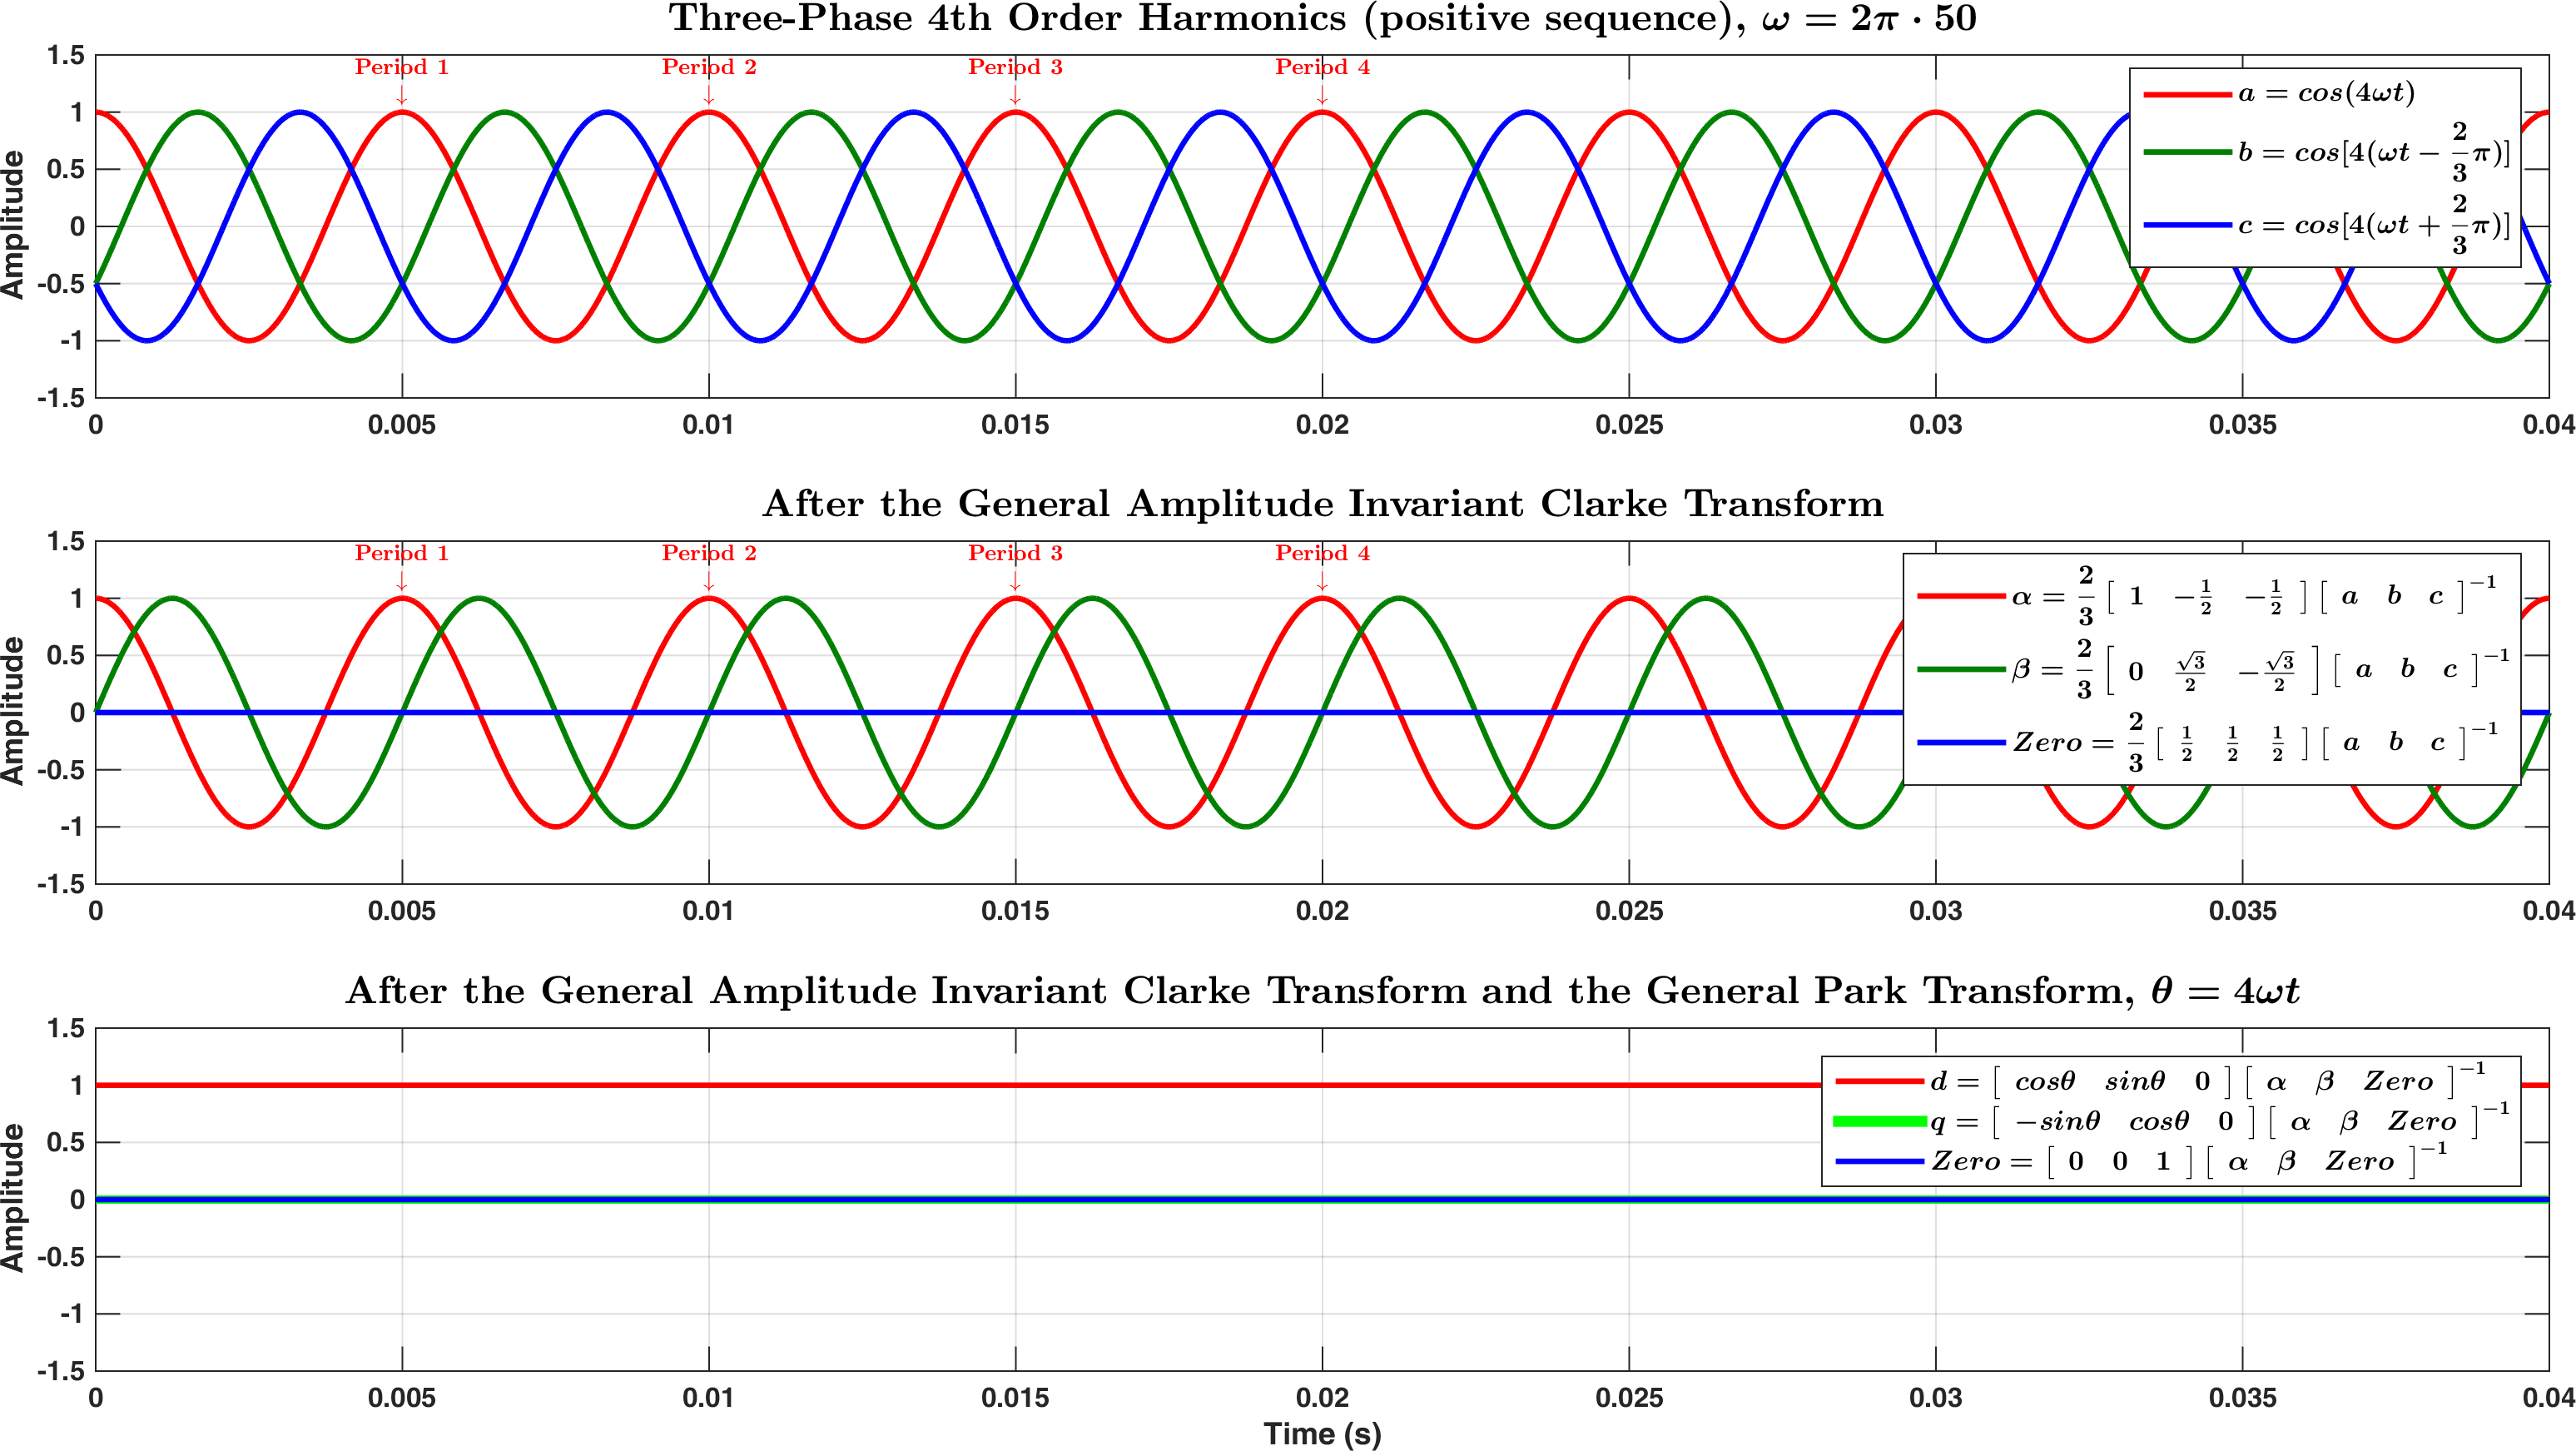 Three-Phase 4th Order Harmonics (positive sequence), ω = 2π · 50
Amplitude
1.5
1
0.5
0
-0.5
-1
-1.5
Period 1
Period 2
Period 3
Period 4
a = cos(4ωt)
b = cos[4(ωt − 2/3 π)]
c = cos[4(ωt + 2/3 π)]
0 0.005 0.01 0.015 0.02 0.025 0.03 0.035 0.04
After the General Amplitude Invariant Clarke Transform
Amplitude
1.5
1
0.5
0
-0.5
-1
-1.5
Period 1
Period 2
Period 3
Period 4
α = 2/3 [ 1 −1/2 −1/2 ] [ a b c ]⁻¹
β = 2/3 [ 0 √3/2 −√3/2 ] [ a b c ]⁻¹
Zero = 2/3 [ 1/2 1/2 1/2 ] [ a b c ]⁻¹
0 0.005 0.01 0.015 0.02 0.025 0.03 0.035 0.04
After the General Amplitude Invariant Clarke Transform and the General Park Transform, θ = 4ωt
Amplitude
1.5
1
0.5
0
-0.5
-1
-1.5
d = [ cosθ sinθ 0 ] [ α β Zero ]⁻¹
q = [ −sinθ cosθ 0 ] [ α β Zero ]⁻¹
Zero = [ 0 0 1 ] [ α β Zero ]⁻¹
0 0.005 0.01 0.015 0.02 0.025 0.03 0.035 0.04
Time (s)